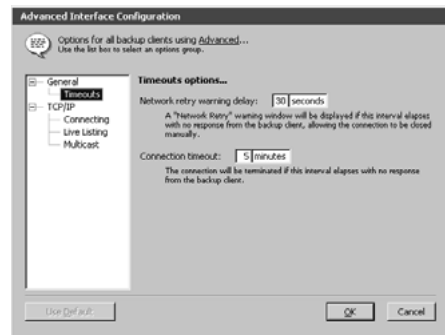 Advanced Interface Configuration
Options for all backup clients using Advanced...
Use the list box to select an options group.
General
Timeouts
TCP/IP
Connecting
Live Listing
Multicast
Timeouts options...
Network retry warning delay: 30 seconds
A "Network Retry" warning window will be displayed if this interval elapses
with no response from the backup client, allowing the connection to be closed
manually.
Connection timeout: 5 minutes
The connection will be terminated if this interval elapses with no response
from the backup client.
Use Default
OK
Cancel